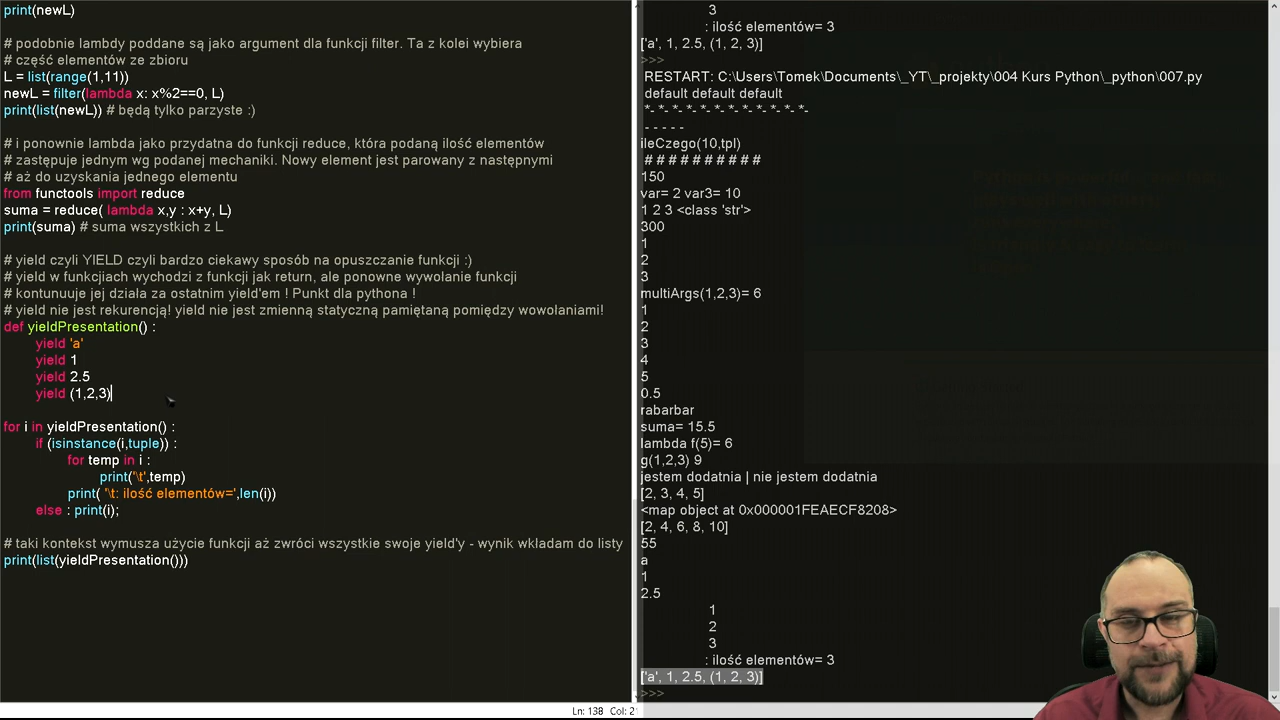 print(newL)
# podobnie lambdy poddane są jako argument dla funkcji filter. Ta z kolei wybiera
# część elementów ze zbioru
L = list(range(1,11))
newL = filter(lambda x: x%2==0, L)
print(list(newL)) # będą tylko parzyste :)
# i ponownie lambda jako przydatna do funkcji reduce, która podaną ilość elementów
# zastępuje jednym wg podanej mechaniki. Nowy element jest parowany z następnymi
# aż do uzyskania jednego elementu
from functools import reduce
suma = reduce( lambda x,y : x+y, L)
print(suma) # suma wszystkich z L
# yield czyli YIELD czyli bardzo ciekawy sposób na opuszczanie funkcji :)
# yield w funkcjach wychodzi z funkcji jak return, ale ponowne wywołanie funkcji
# kontunuuje jej działa za ostatnim yield'em ! Punkt dla pythona !
# yield nie jest rekurencją! yield nie jest zmienną statyczną pamiętaną pomiędzy wowołaniami!
def yieldPresentation() :
yield 'a'
yield 1
yield 2.5
yield (1,2,3)
for i in yieldPresentation() :
if (isinstance(i,tuple)) :
for temp in i :
print('\t',temp)
print( '\t: ilość elementów=',len(i))
else : print(i);
# taki kontekst wymusza użycie funkcji aż zwróci wszystkie swoje yield'y - wynik wkładam do listy
print(list(yieldPresentation()))
3
: ilość elementów= 3
['a', 1, 2.5, (1, 2, 3)]
>>>
RESTART: C:\Users\Tomek\Documents\_YT\_projekty\004 Kurs Python\_python\007.py
default default default
*-*-*-*-*-*-*-*-*-*-*-*-
- - - - -
ileCzego(10,tpl)
# # # # # # # # # #
150
var= 2 var3= 10
1 2 3 <class 'str'>
300
1
2
3
multiArgs(1,2,3)= 6
1
2
3
4
5
0.5
rabarbar
suma= 15.5
lambda f(5)= 6
g(1,2,3) 9
jestem dodatnia | nie jestem dodatnia
[2, 3, 4, 5]
<map object at 0x000001FEAECF8208>
[2, 4, 6, 8, 10]
55
a
1
2.5
1
2
3
: ilość elementów= 3
['a', 1, 2.5, (1, 2, 3)]
>>>
Ln: 138 Col: 2